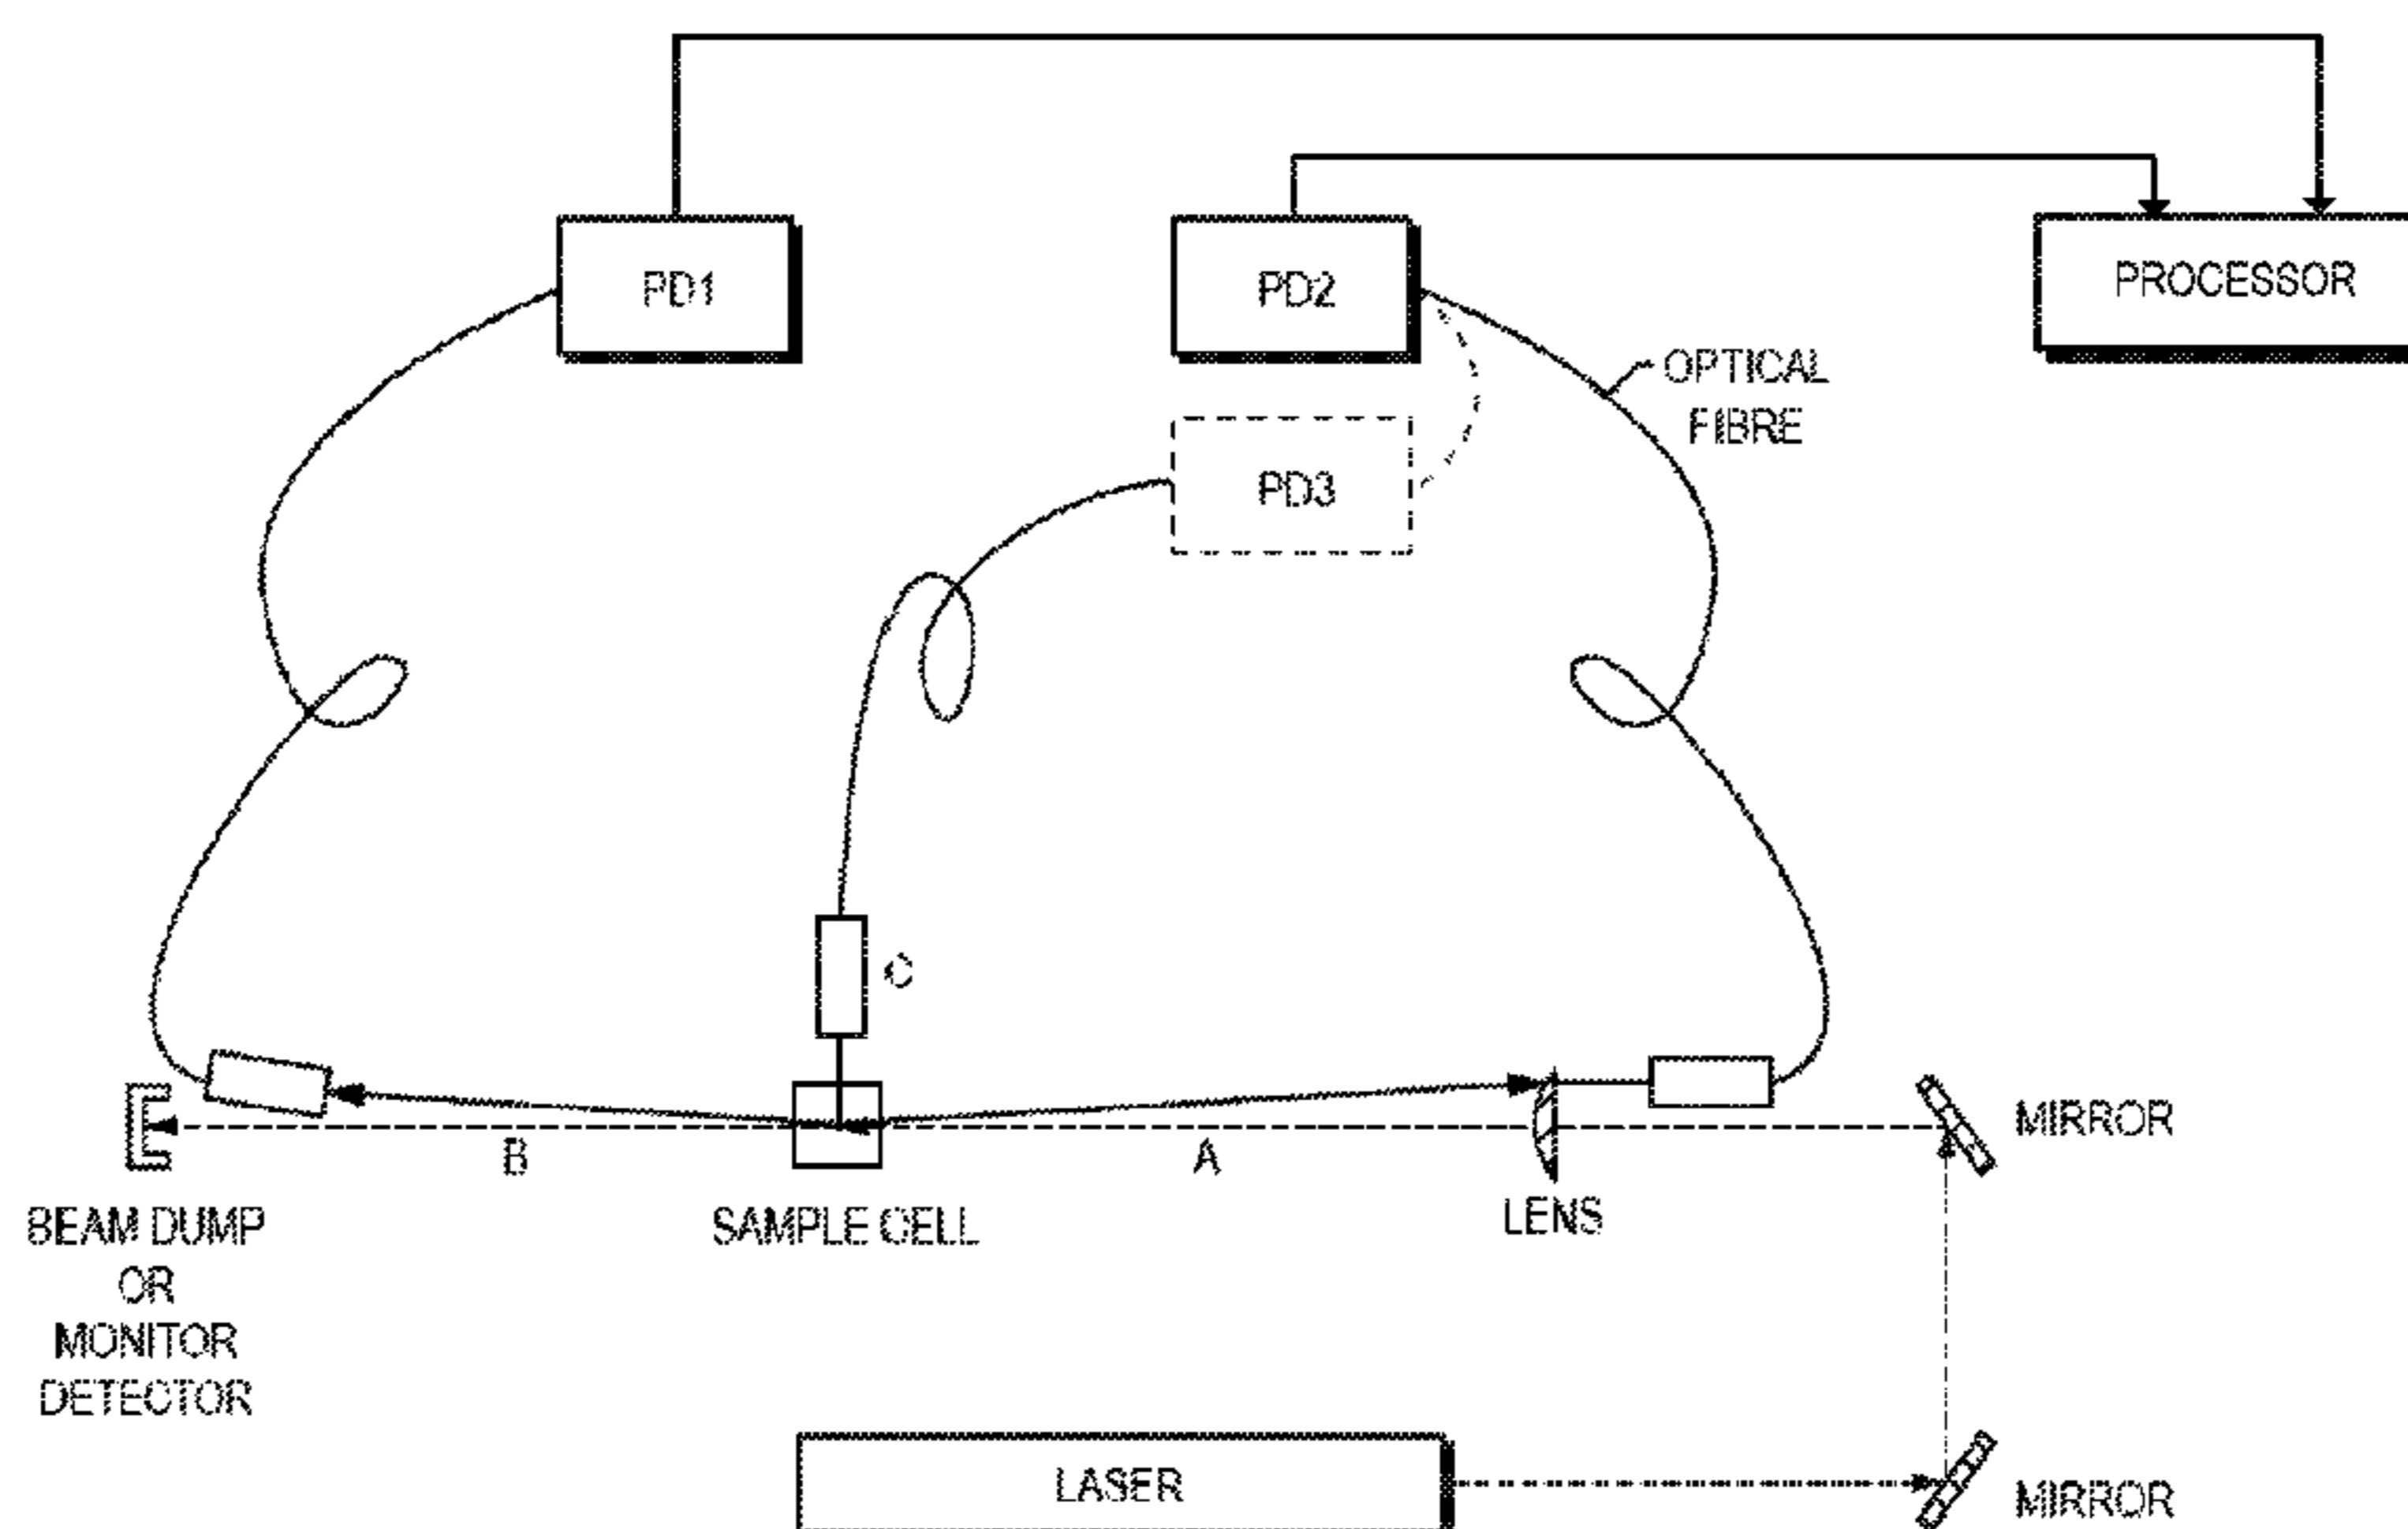 PD1
PD2
PROCESSOR
OPTICAL
FIBRE
PD3
C
MIRROR
B
A
BEAM DUMP
OR
MONITOR
DETECTOR
SAMPLE CELL
LENS
LASER
MIRROR